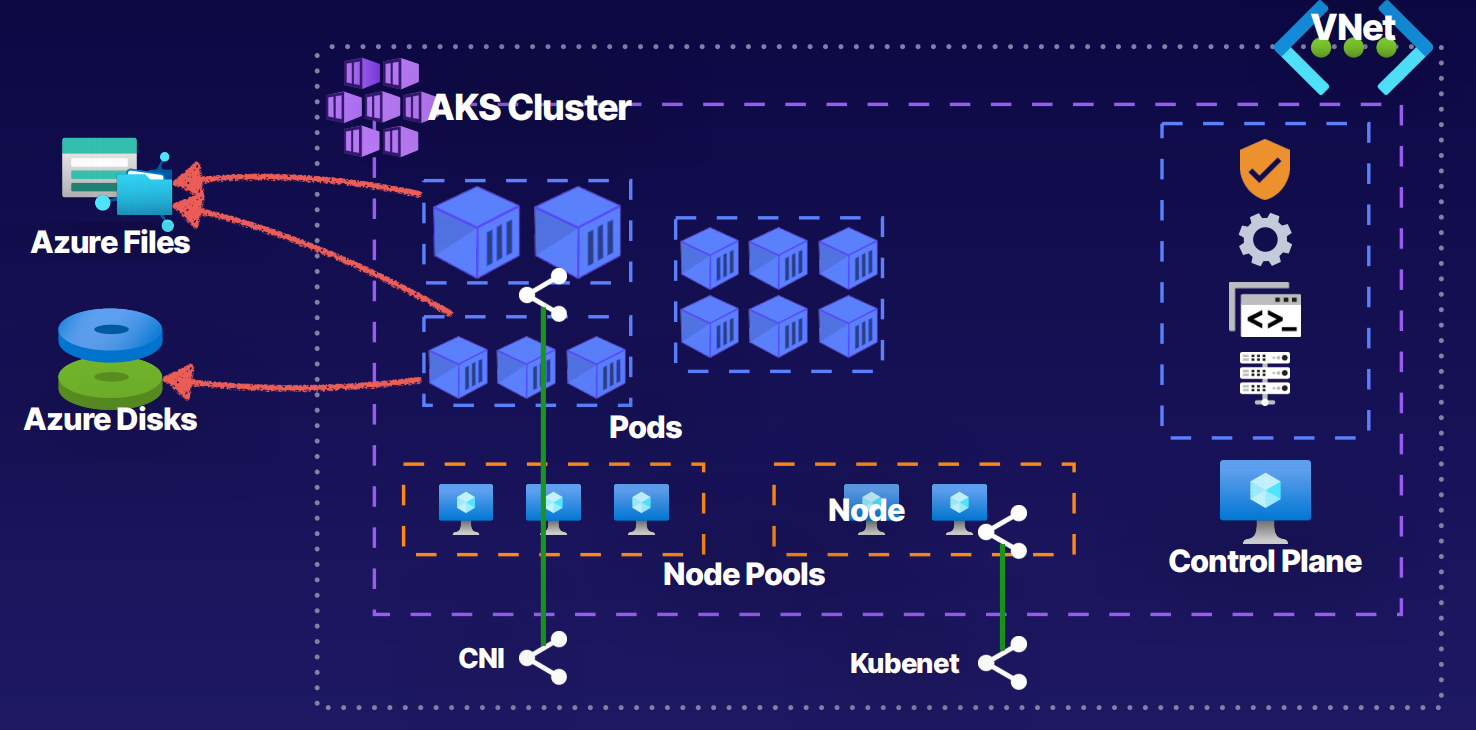 VNet
AKS Cluster
Azure Files
<>_
Azure Disks
Pods
Node
Node Pools
Control Plane
CNI
Kubenet